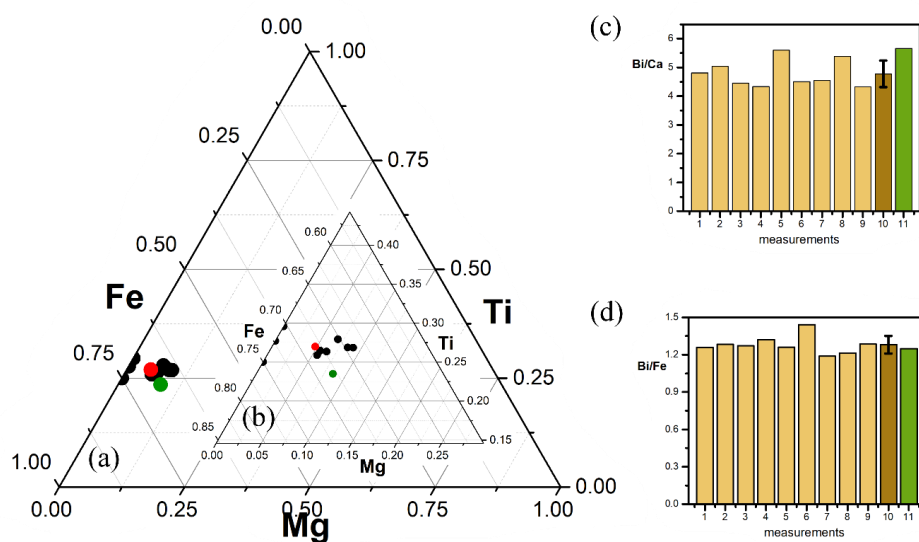 0.00
1.00
0.25
0.75
0.50
0.50
Fe
Ti
0.75
0.25
1.00
0.00
0.00
0.25
0.50
0.75
1.00
Mg
(a)
0.60
0.40
0.65
0.35
0.70
0.30
Fe
0.75
0.25
Ti
0.80
0.20
0.85
0.15
0.00
0.05
0.10
0.15
0.20
0.25
Mg
(b)
(c)
6
5
4
3
2
1
0
Bi/Ca
1 2 3 4 5 6 7 8 9 10 11
measurements
(d)
1.5
1.2
0.9
0.6
0.3
0.0
Bi/Fe
1 2 3 4 5 6 7 8 9 10 11
measurements